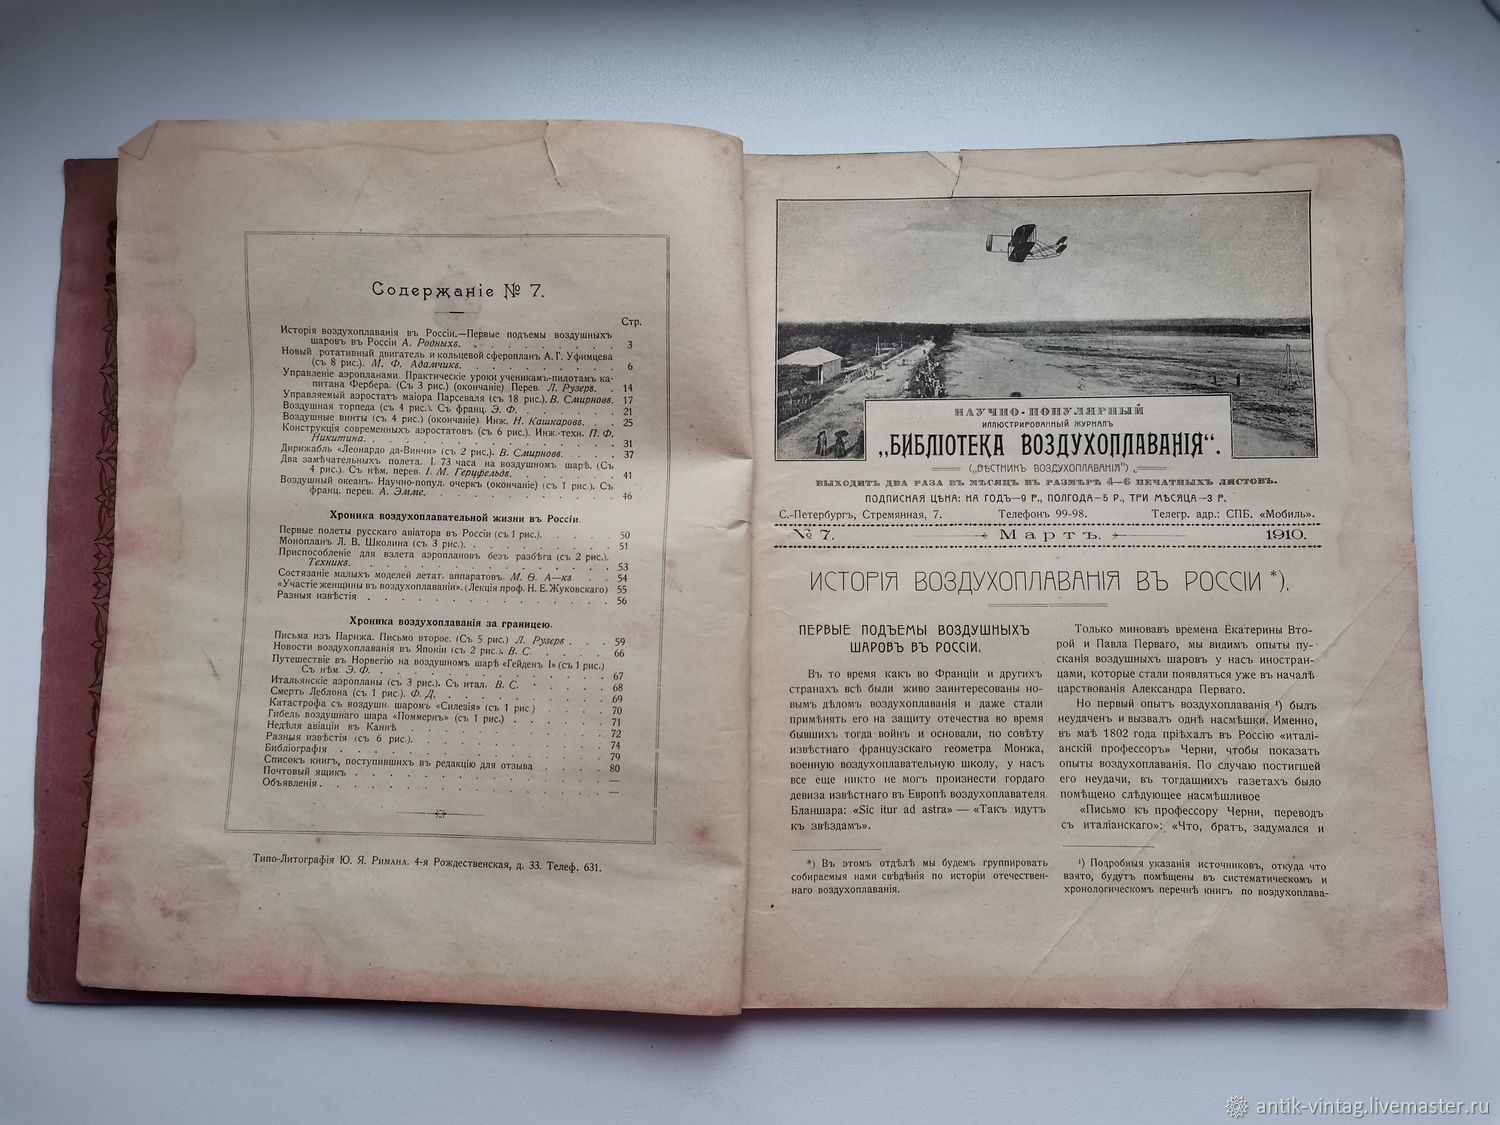 Содержаніе № 7.
Стр.
Исторія воздухоплаванія въ Россіи.—Первые подъемы воздушныхъ
шаровъ въ Россіи А. Родныхъ. 3
Новый ротативный двигатель и кольцевой сферопланъ А. Г. Уфимцева
(съ 8 рис.). М. Ф. Адамчикъ. 6
Управленіе аэропланами. Практическіе уроки ученикамъ-пилотамъ ка-
питана Фербера. (Съ 3 рис.) (окончаніе) Перев. Л. Рузеръ. 14
Управляемый аэростатъ маіора Парсеваля (съ 18 рис.). В. Смирновъ. 17
Воздушная торпеда (съ 4 рис.). Съ франц. Э. Ф. 21
Воздушные винты (съ 4 рис.) (окончаніе). Инж. Н. Кашкаровъ. 25
Конструкція современныхъ аэростатовъ (съ 6 рис.). Инж.-техн. П. Ф.
Никитина. 31
Дирижабль «Леонардо да-Винчи» (съ 2 рис.). В. Смирновъ. 37
Два замѣчательныхъ полета. I. 73 часа на воздушномъ шарѣ. (Съ
4 рис.). Съ нѣм. перев. І. М. Герцфельдъ. 41
Воздушный океанъ. Научно-попул. очеркъ (окончаніе) (съ 1 рис.). Съ
франц. перев. А. Эмме. 46
Хроника воздухоплавательной жизни въ Россіи.
Первые полеты русскаго авіатора въ Россіи (съ 1 рис.). 50
Монопланъ Л. В. Школина (съ 3 рис.). 51
Приспособленіе для взлета аэроплановъ безъ разбѣга (съ 2 рис.).
Техникъ. 53
Состязаніе малыхъ моделей летат. аппаратовъ. М. Ѳ. А—къ 54
«Участіе женщины въ воздухоплаваніи». (Лекція проф. Н. Е. Жуковскаго) 55
Разныя извѣстія 56
Хроника воздухоплаванія за границею.
Письма изъ Парижа. Письмо второе. (Съ 5 рис.) Л. Рузеръ 59
Новости воздухоплаванія въ Японіи (съ 2 рис.). В. С. 66
Путешествіе въ Норвегію на воздушномъ шарѣ «Гейденъ I» (съ 1 рис.)
Съ нѣм. Э. Ф. 67
Итальянскіе аэропланы (съ 3 рис.). Съ итал. В. С. 68
Смерть Леблона (съ 1 рис.). Ф. Д. 69
Катастрофа съ воздушн. шаромъ «Силезія» (съ 1 рис.) 70
Гибель воздушнаго шара «Поммернъ» (съ 1 рис.) 71
Недѣля авіаціи въ Каннѣ 72
Разныя извѣстія (съ 6 рис.). 74
Библіографія 79
Списокъ книгъ, поступившихъ въ редакцію для отзыва 80
Почтовый ящикъ —
Объявленія —
Типо-Литографія Ю. Я. Римана. 4-я Рождественская, д. 33. Телеф. 631.
НАУЧНО-ПОПУЛЯРНЫЙ
ИЛЛЮСТРИРОВАННЫЙ ЖУРНАЛЪ
„БИБЛІОТЕКА ВОЗДУХОПЛАВАНІЯ“.
(„ВѢСТНИКЪ ВОЗДУХОПЛАВАНІЯ“)
ВЫХОДИТЪ ДВА РАЗА ВЪ МѢСЯЦЪ ВЪ РАЗМѢРѢ 4—6 ПЕЧАТНЫХЪ ЛИСТОВЪ.
ПОДПИСНАЯ ЦѢНА: НА ГОДЪ—9 Р., ПОЛГОДА—5 Р., ТРИ МѢСЯЦА—3 Р.
С.-Петербургъ, Стремянная, 7. Телефонъ 99-98. Телегр. адр.: СПБ. «Мобиль».
№ 7. Мартъ. 1910.
ИСТОРІЯ ВОЗДУХОПЛАВАНІЯ ВЪ РОССІИ *).
ПЕРВЫЕ ПОДЪЕМЫ ВОЗДУШНЫХЪ
ШАРОВЪ ВЪ РОССІИ.
Въ то время какъ во Франціи и другихъ
странахъ всѣ были живо заинтересованы но-
вымъ дѣломъ воздухоплаванія и даже стали
примѣнять его на защиту отечества во время
бывшихъ тогда войнъ и основали, по совѣту
извѣстнаго французскаго геометра Монжа,
военную воздухоплавательную школу, у насъ
все еще никто не могъ произнести гордаго
девиза извѣстнаго въ Европѣ воздухоплавателя
Бланшара: «Sic itur ad astra» — «Такъ идутъ
къ звѣздамъ».
*) Въ этомъ отдѣлѣ мы будемъ группировать
собираемыя нами свѣдѣнія по исторіи отечествен-
наго воздухоплаванія.
Только миновавъ времена Екатерины Вто-
рой и Павла Перваго, мы видимъ опыты пу-
сканія воздушныхъ шаровъ у насъ иностран-
цами, которые стали появляться уже въ началѣ
царствованія Александра Перваго.
Но первый опытъ воздухоплаванія ¹) былъ
неудаченъ и вызвалъ однѣ насмѣшки. Именно,
въ маѣ 1802 года пріѣхалъ въ Россію «италі-
анскій профессоръ» Черни, чтобы показать
опыты воздухоплаванія. По случаю постигшей
его неудачи, въ тогдашнихъ газетахъ было
помѣщено слѣдующее насмѣшливое
«Письмо къ профессору Черни, переводъ
съ италіанскаго»: «Что, братъ, задумался и
¹) Подробныя указанія источниковъ, откуда что
взято, будутъ помѣщены въ систематическомъ и
хронологическомъ перечнѣ книгъ по воздухоплава-
antik-vintag.livemaster.ru